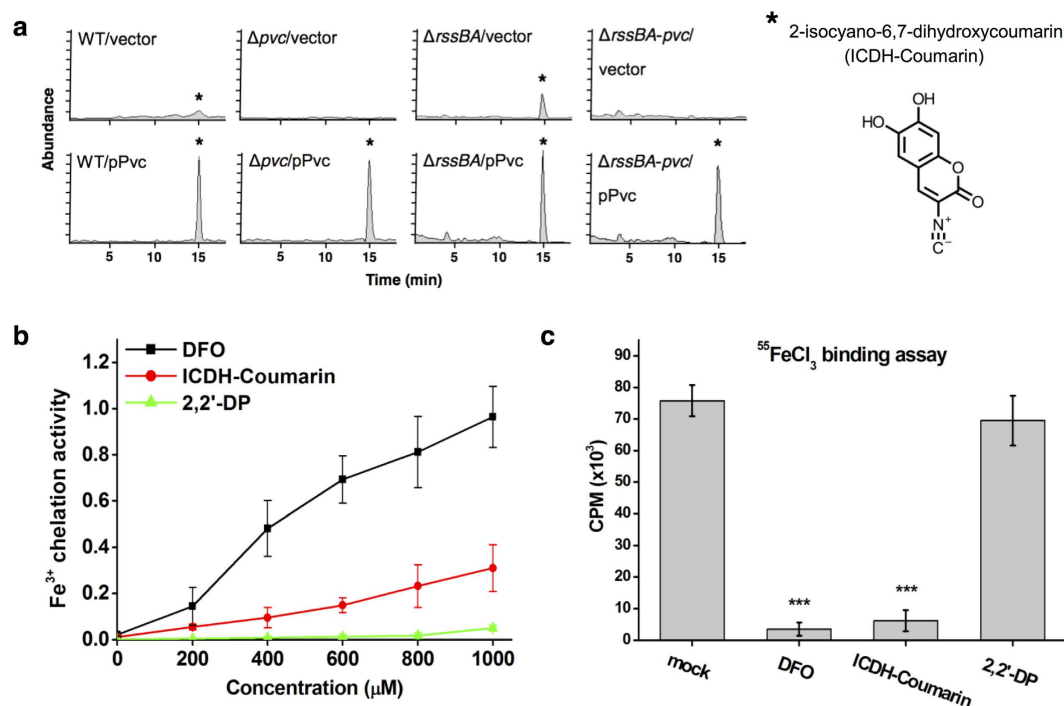 a
WT/vector
Δpvc/vector
ΔrssBA/vector
ΔrssBA-pvc/
vector
*
*
WT/pPvc
Δpvc/pPvc
ΔrssBA/pPvc
ΔrssBA-pvc/
pPvc
*
*
*
*
Abundance
5 10 15
5 10 15
5 10 15
5 10 15
Time (min)
* 2-isocyano-6,7-dihydroxycoumarin
(ICDH-Coumarin)
OH
HO
O
O
N+
C−
b
DFO
ICDH-Coumarin
2,2'-DP
Fe³⁺ chelation activity
1.2
1.0
0.8
0.6
0.4
0.2
0.0
0 200 400 600 800 1000
Concentration (μM)
c
⁵⁵FeCl₃ binding assay
CPM (x10³)
90
80
70
60
50
40
30
20
10
0
***
***
mock
DFO
ICDH-Coumarin
2,2'-DP